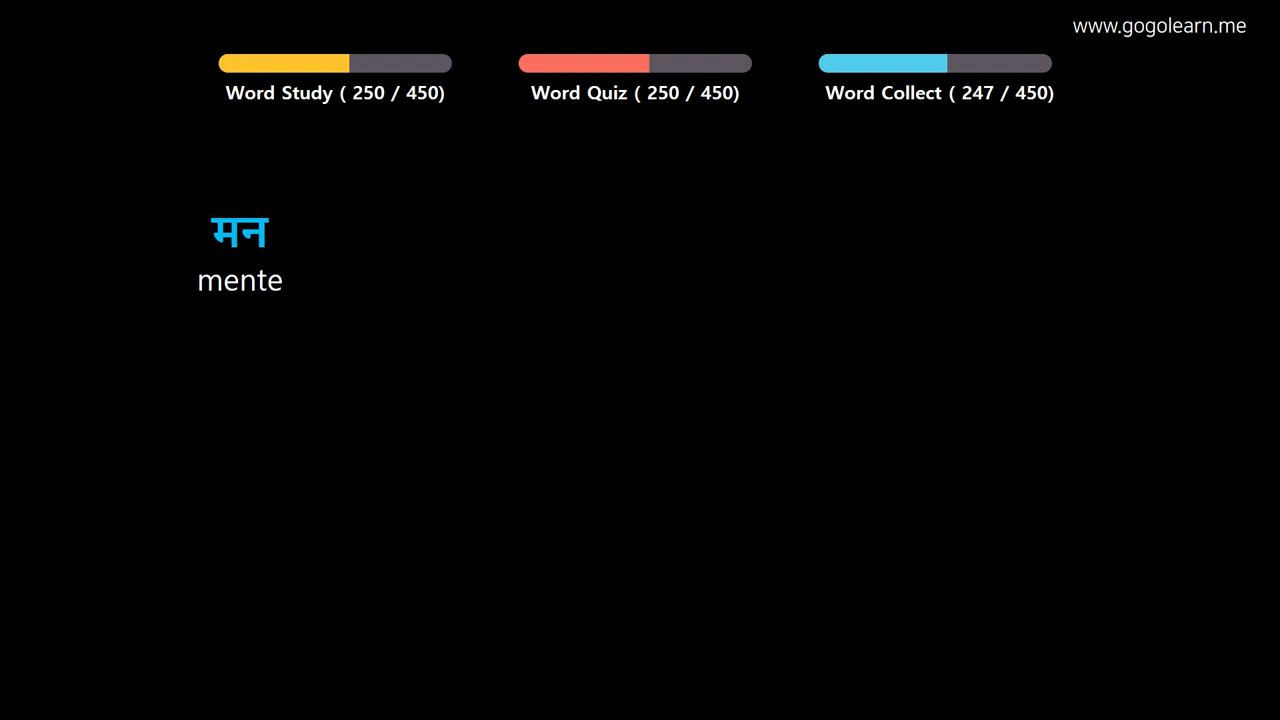 www.gogolearn.me
Word Study ( 250 / 450)
Word Quiz ( 250 / 450)
Word Collect ( 247 / 450)
मन
mente